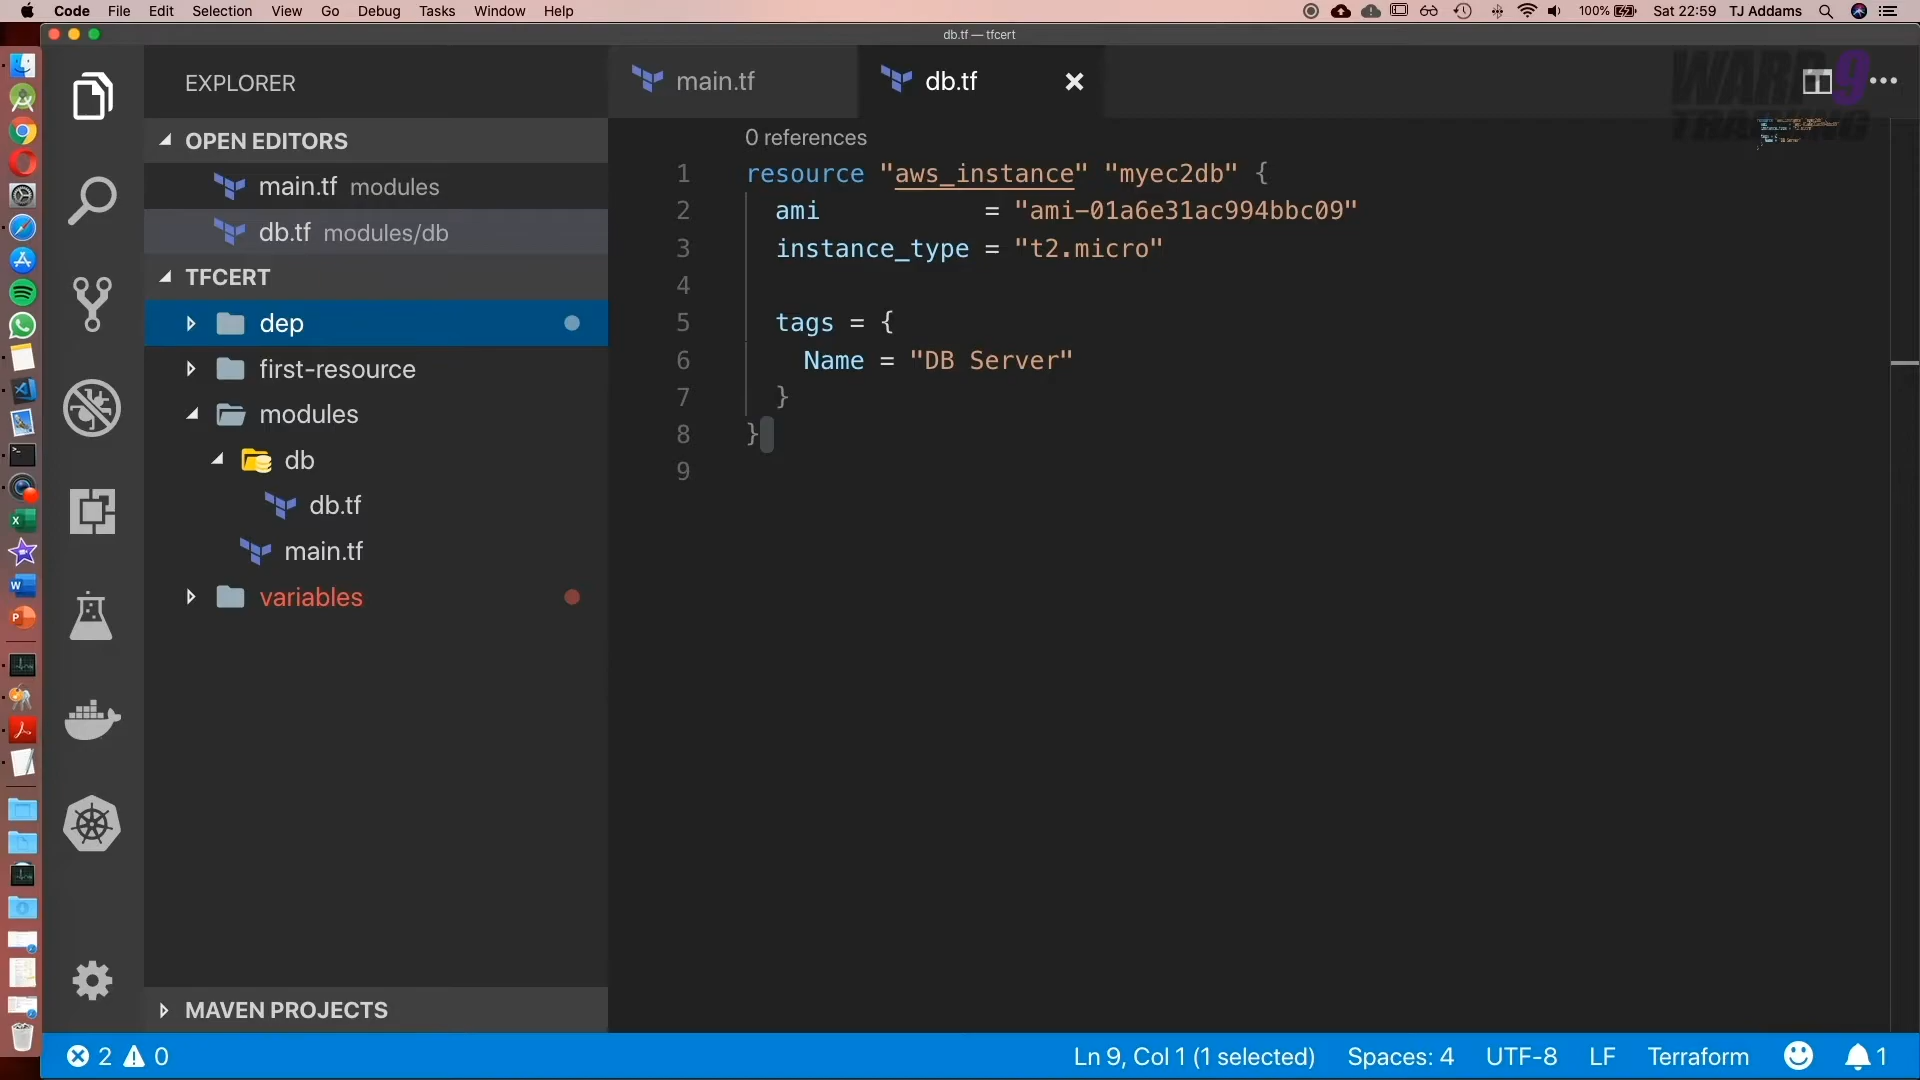 Code File Edit Selection View Go Debug Tasks Window Help
100% Sat 22:59 TJ Addams
db.tf — tfcert
EXPLORER
OPEN EDITORS
main.tf modules
db.tf modules/db
TFCERT
dep
first-resource
modules
db
db.tf
main.tf
variables
MAVEN PROJECTS
main.tf
db.tf
WARP 9
TRAINING
0 references
1 resource "aws_instance" "myec2db" {
2 ami = "ami-01a6e31ac994bbc09"
3 instance_type = "t2.micro"
4
5 tags = {
6 Name = "DB Server"
7 }
8 }
9
2 0
Ln 9, Col 1 (1 selected) Spaces: 4 UTF-8 LF Terraform 1